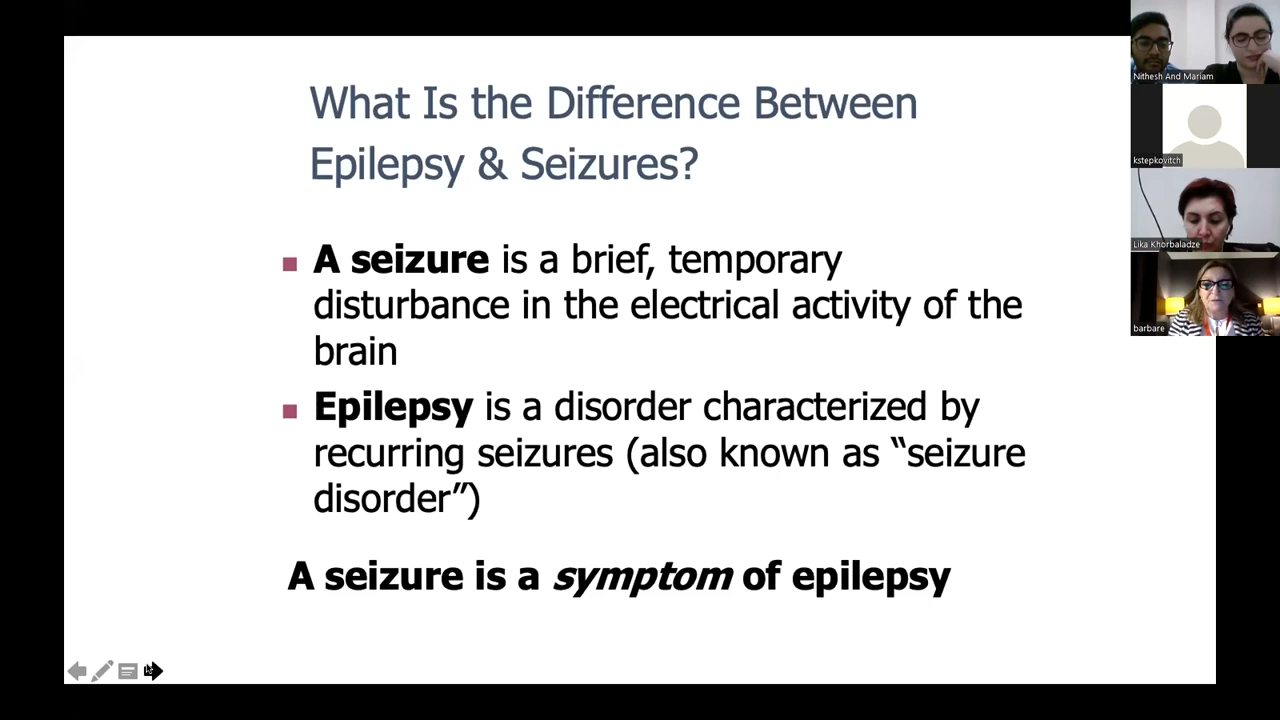 What Is the Difference Between
Epilepsy & Seizures?
A seizure is a brief, temporary
disturbance in the electrical activity of the
brain
Epilepsy is a disorder characterized by
recurring seizures (also known as “seizure
disorder”)
A seizure is a symptom of epilepsy
Nithesh And Mariam
kstepkovitch
Lika Khorbaladze
barbare